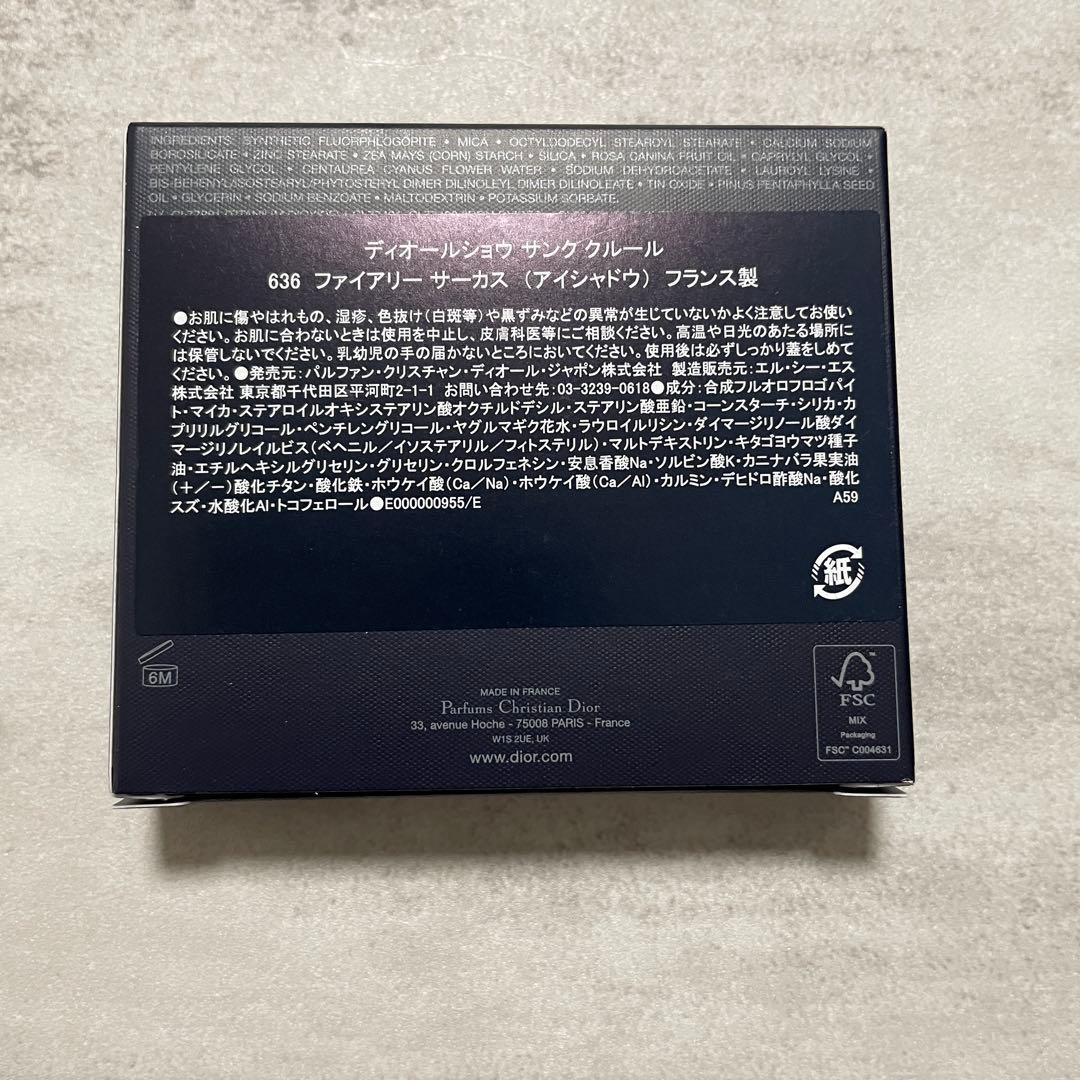 INGREDIENTS: SYNTHETIC FLUORPHLOGOPITE • MICA • OCTYLDODECYL STEAROYL STEARATE • CALCIUM SODIUM
BOROSILICATE • ZINC STEARATE • ZEA MAYS (CORN) STARCH • SILICA • ROSA CANINA FRUIT OIL • CAPRYLYL GLYCOL •
PENTYLENE GLYCOL • CENTAUREA CYANUS FLOWER WATER • SODIUM DEHYDROACETATE • LAUROYL LYSINE •
BIS-BEHENYL/ISOSTEARYL/PHYTOSTERYL DIMER DILINOLEYL DIMER DILINOLEATE • TIN OXIDE • PINUS PENTAPHYLLA SEED
OIL • GLYCERIN • SODIUM BENZOATE • MALTODEXTRIN • POTASSIUM SORBATE.
ディオールショウ サンク クルール
636 ファイアリー サーカス （アイシャドウ） フランス製
●お肌に傷やはれもの、湿疹、色抜け（白斑等）や黒ずみなどの異常が生じていないかよく注意してお使い
ください。お肌に合わないときは使用を中止し、皮膚科医等にご相談ください。高温や日光のあたる場所に
は保管しないでください。乳幼児の手の届かないところにおいてください。使用後は必ずしっかり蓋をしめて
ください。●発売元：パルファン・クリスチャン・ディオール・ジャポン株式会社 製造販売元：エル・シー・エス
株式会社 東京都千代田区平河町2-1-1 お問い合わせ先：03-3239-0618●成分：合成フルオロフロゴパイ
ト・マイカ・ステアロイルオキシステアリン酸オクチルドデシル・ステアリン酸亜鉛・コーンスターチ・シリカ・カ
プリリルグリコール・ペンチレングリコール・ヤグルマギク花水・ラウロイルリシン・ダイマージリノール酸ダイ
マージリノレイルビス（ベヘニル／イソステアリル／フィトステリル）・マルトデキストリン・キタゴヨウマツ種子
油・エチルヘキシルグリセリン・グリセリン・クロルフェネシン・安息香酸Na・ソルビン酸K・カニナバラ果実油
（＋／－）酸化チタン・酸化鉄・ホウケイ酸（Ca／Na）・ホウケイ酸（Ca／Al）・カルミン・デヒドロ酢酸Na・酸化
スズ・水酸化Al・トコフェロール●E000000955/E A59
紙
6M
MADE IN FRANCE
Parfums Christian Dior
33, avenue Hoche - 75008 PARIS - France
W1S 2UE, UK
www.dior.com
FSC
MIX
Packaging
FSC™ C004631